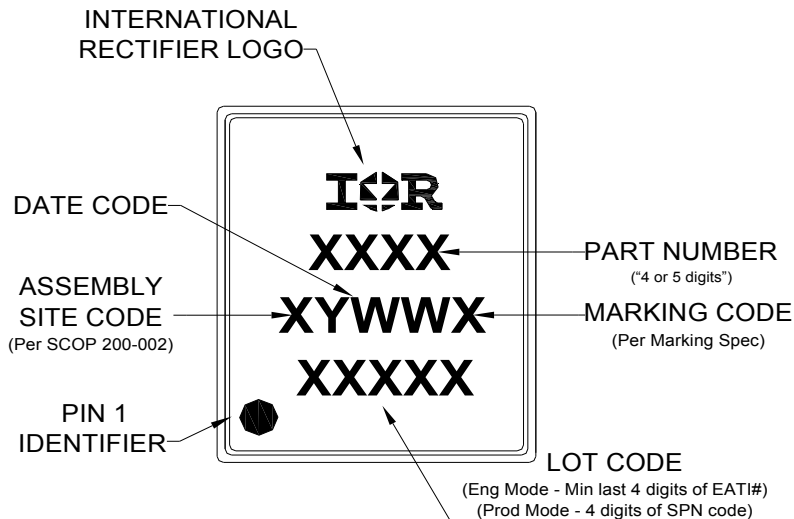 INTERNATIONAL
RECTIFIER LOGO
IOR
DATE CODE
XXXX
PART NUMBER
(“4 or 5 digits”)
ASSEMBLY
SITE CODE
(Per SCOP 200-002)
XYWWX
MARKING CODE
(Per Marking Spec)
XXXXX
PIN 1
IDENTIFIER
LOT CODE
(Eng Mode - Min last 4 digits of EATI#)
(Prod Mode - 4 digits of SPN code)